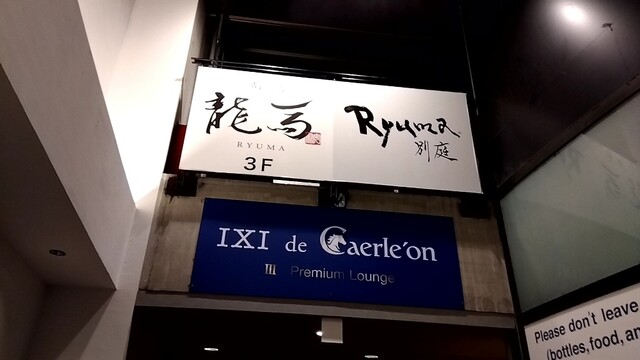 龍馬
RYUMA
3F
Ryuma
別庭
IXI de Caerle'on
III Premium Lounge
Please don't leave
(bottles, food, an